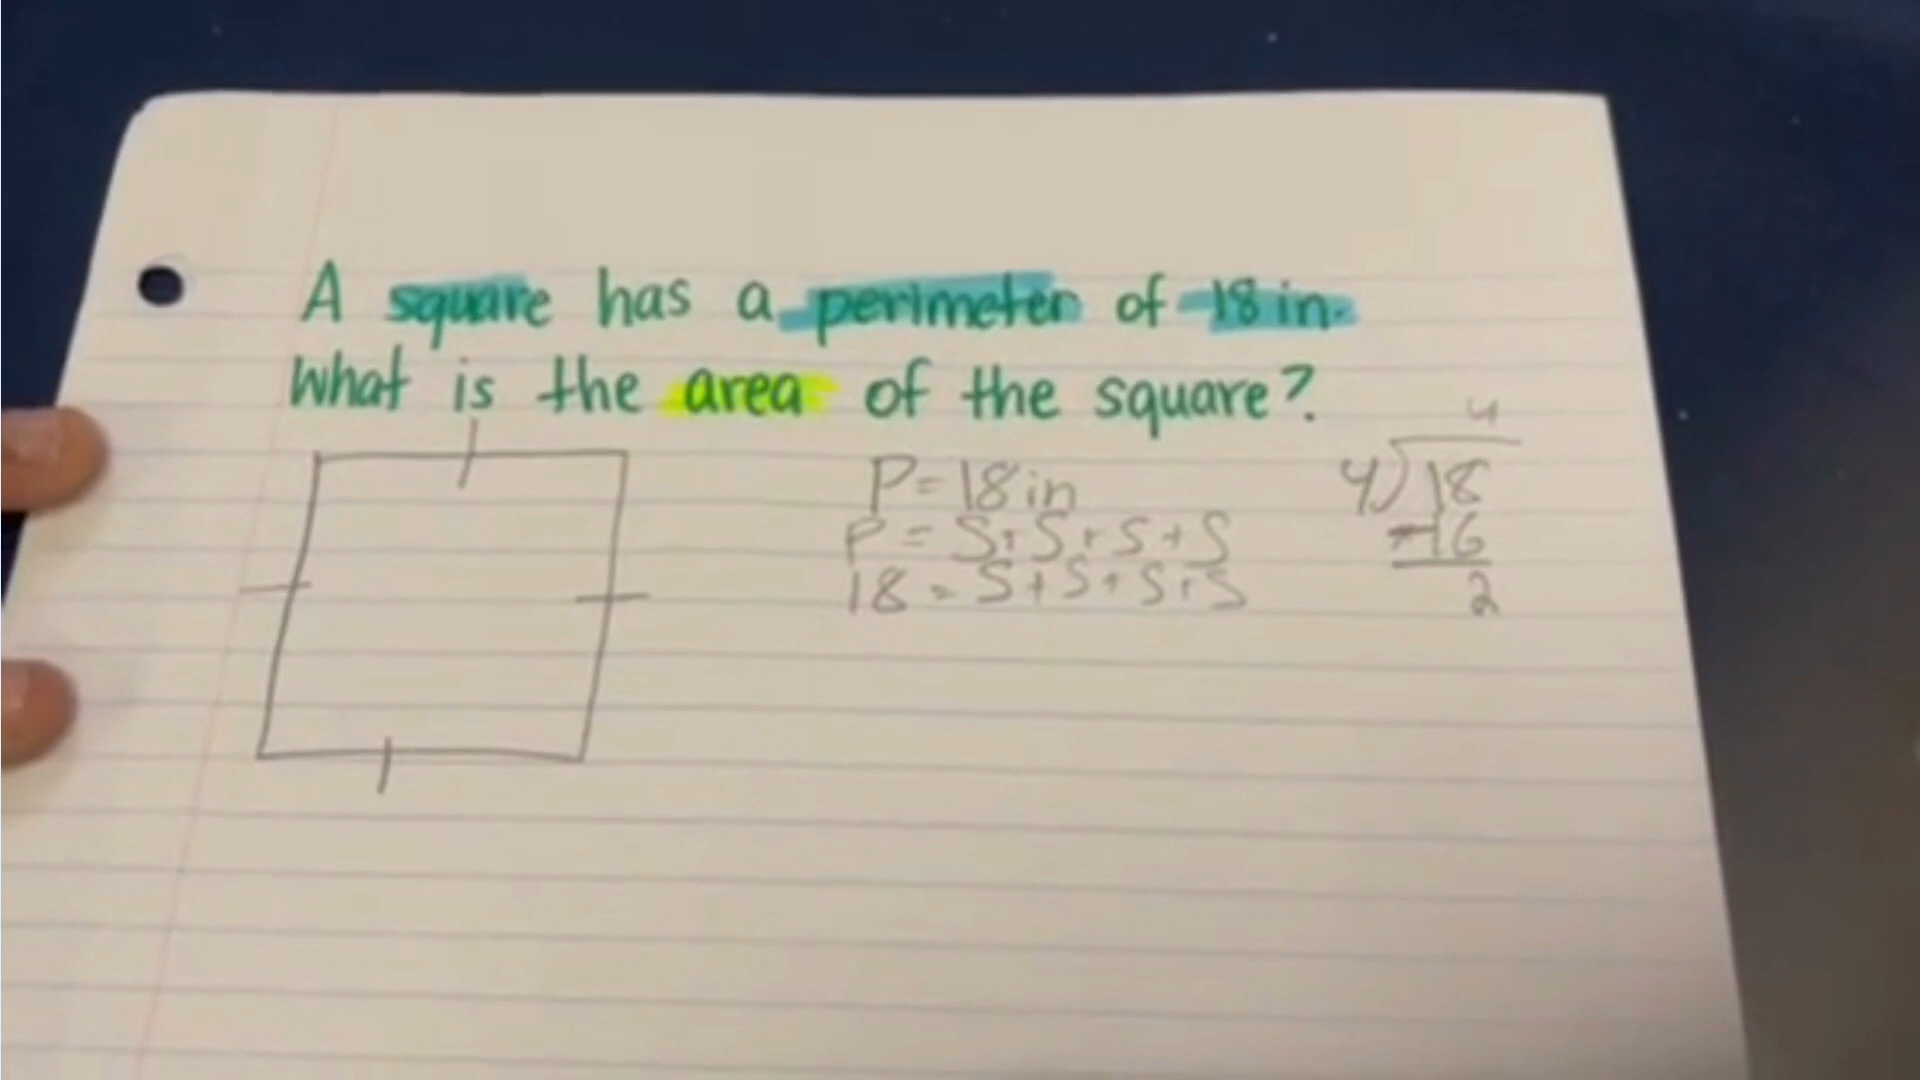 A square has a perimeter of 18 in.
What is the area of the square?
P = 18 in
P = S + S + S + S
18 = S + S + S + S
4
4)18
-16
2